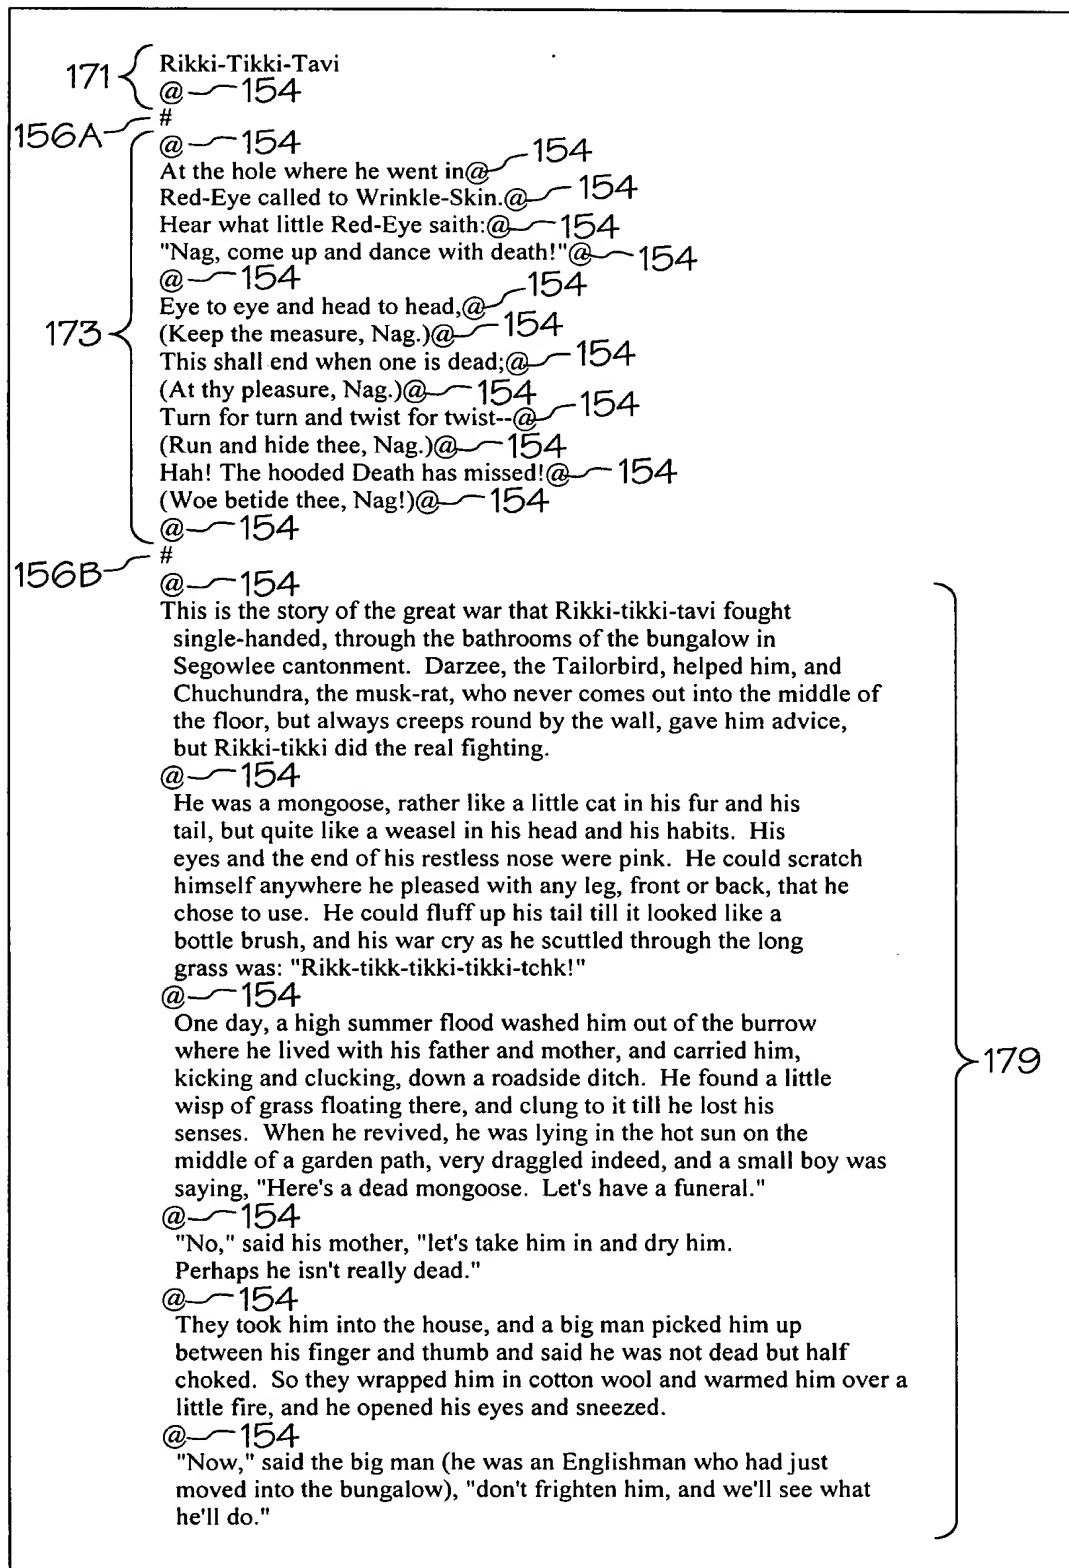 171 Rikki-Tikki-Tavi
@ 154
156A #
@ 154
At the hole where he went in@ 154
Red-Eye called to Wrinkle-Skin.@ 154
Hear what little Red-Eye saith:@ 154
"Nag, come up and dance with death!"@ 154
@ 154
Eye to eye and head to head,@ 154
173 (Keep the measure, Nag.)@ 154
This shall end when one is dead;@ 154
(At thy pleasure, Nag.)@ 154
Turn for turn and twist for twist--@ 154
(Run and hide thee, Nag.)@ 154
Hah! The hooded Death has missed!@ 154
(Woe betide thee, Nag!)@ 154
@ 154
156B #
@ 154
This is the story of the great war that Rikki-tikki-tavi fought
single-handed, through the bathrooms of the bungalow in
Segowlee cantonment. Darzee, the Tailorbird, helped him, and
Chuchundra, the musk-rat, who never comes out into the middle of
the floor, but always creeps round by the wall, gave him advice,
but Rikki-tikki did the real fighting.
@ 154
He was a mongoose, rather like a little cat in his fur and his
tail, but quite like a weasel in his head and his habits. His
eyes and the end of his restless nose were pink. He could scratch
himself anywhere he pleased with any leg, front or back, that he
chose to use. He could fluff up his tail till it looked like a
bottle brush, and his war cry as he scuttled through the long
grass was: "Rikk-tikk-tikki-tikki-tchk!"
@ 154
One day, a high summer flood washed him out of the burrow
where he lived with his father and mother, and carried him,
kicking and clucking, down a roadside ditch. He found a little 179
wisp of grass floating there, and clung to it till he lost his
senses. When he revived, he was lying in the hot sun on the
middle of a garden path, very draggled indeed, and a small boy was
saying, "Here's a dead mongoose. Let's have a funeral."
@ 154
"No," said his mother, "let's take him in and dry him.
Perhaps he isn't really dead."
@ 154
They took him into the house, and a big man picked him up
between his finger and thumb and said he was not dead but half
choked. So they wrapped him in cotton wool and warmed him over a
little fire, and he opened his eyes and sneezed.
@ 154
"Now," said the big man (he was an Englishman who had just
moved into the bungalow), "don't frighten him, and we'll see what
he'll do."